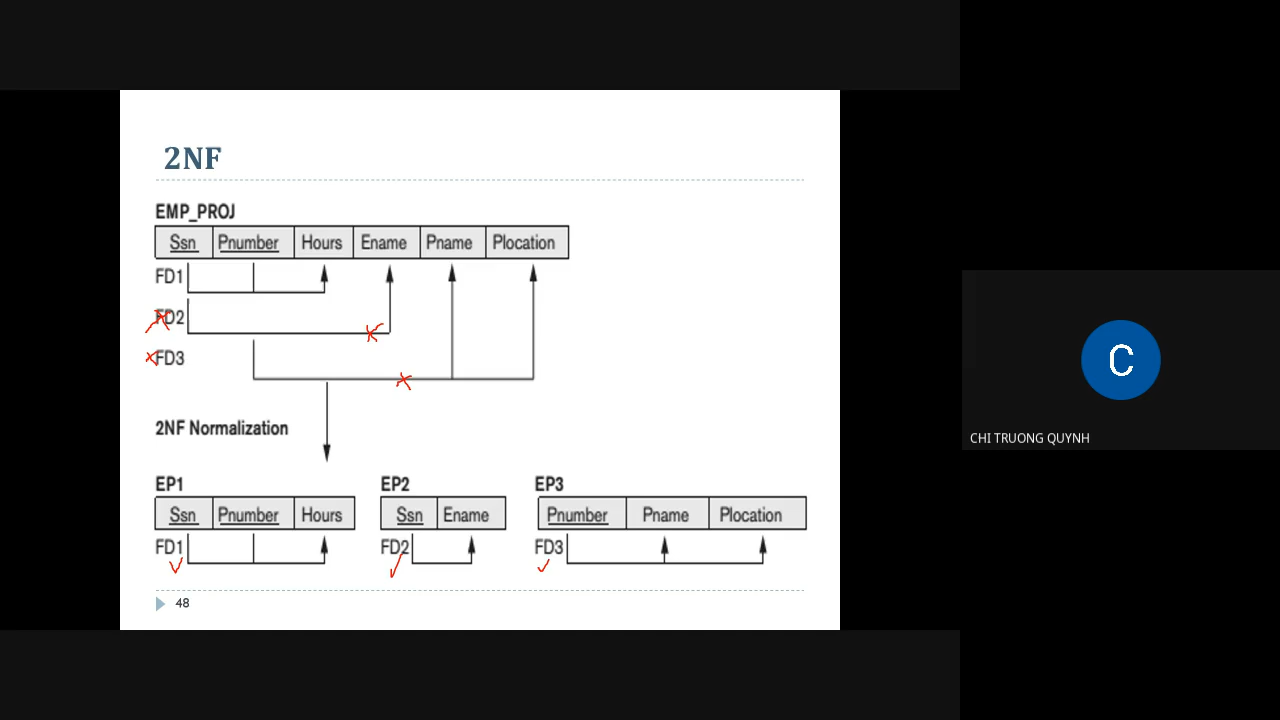 2NF
EMP_PROJ
Ssn Pnumber Hours Ename Pname Plocation
FD1
FD2
FD3
2NF Normalization
EP1 EP2 EP3
Ssn Pnumber Hours Ssn Ename Pnumber Pname Plocation
FD1 FD2 FD3
48
C
CHI TRUONG QUYNH